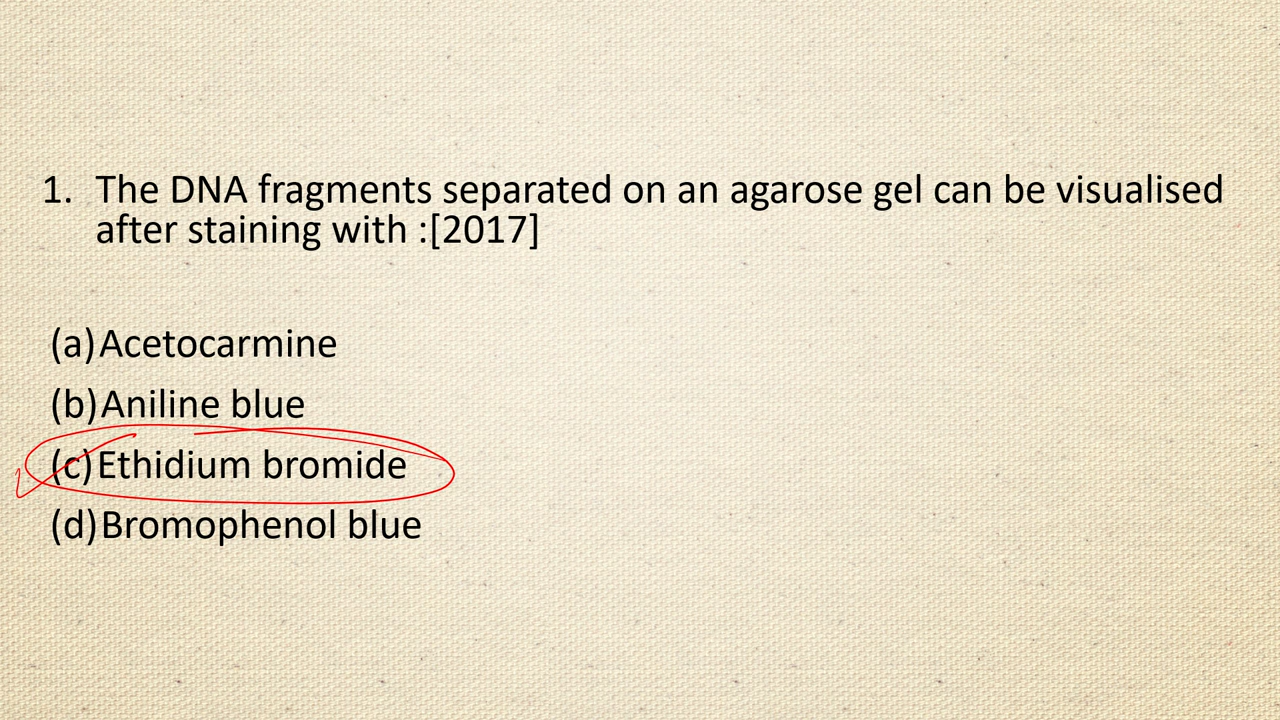 1. The DNA fragments separated on an agarose gel can be visualised
after staining with :[2017]
(a) Acetocarmine
(b) Aniline blue
(c) Ethidium bromide
(d) Bromophenol blue